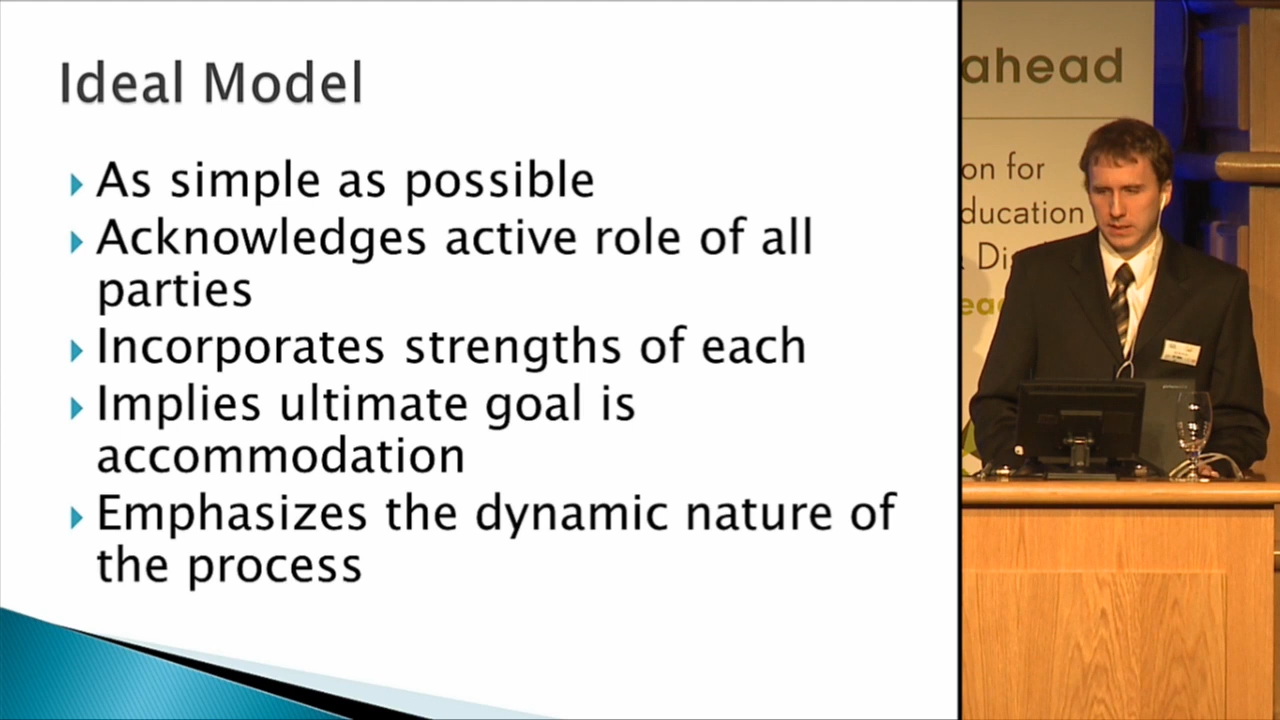 Ideal Model
As simple as possible
Acknowledges active role of all
parties
Incorporates strengths of each
Implies ultimate goal is
accommodation
Emphasizes the dynamic nature of
the process
ahead
on for
ducation